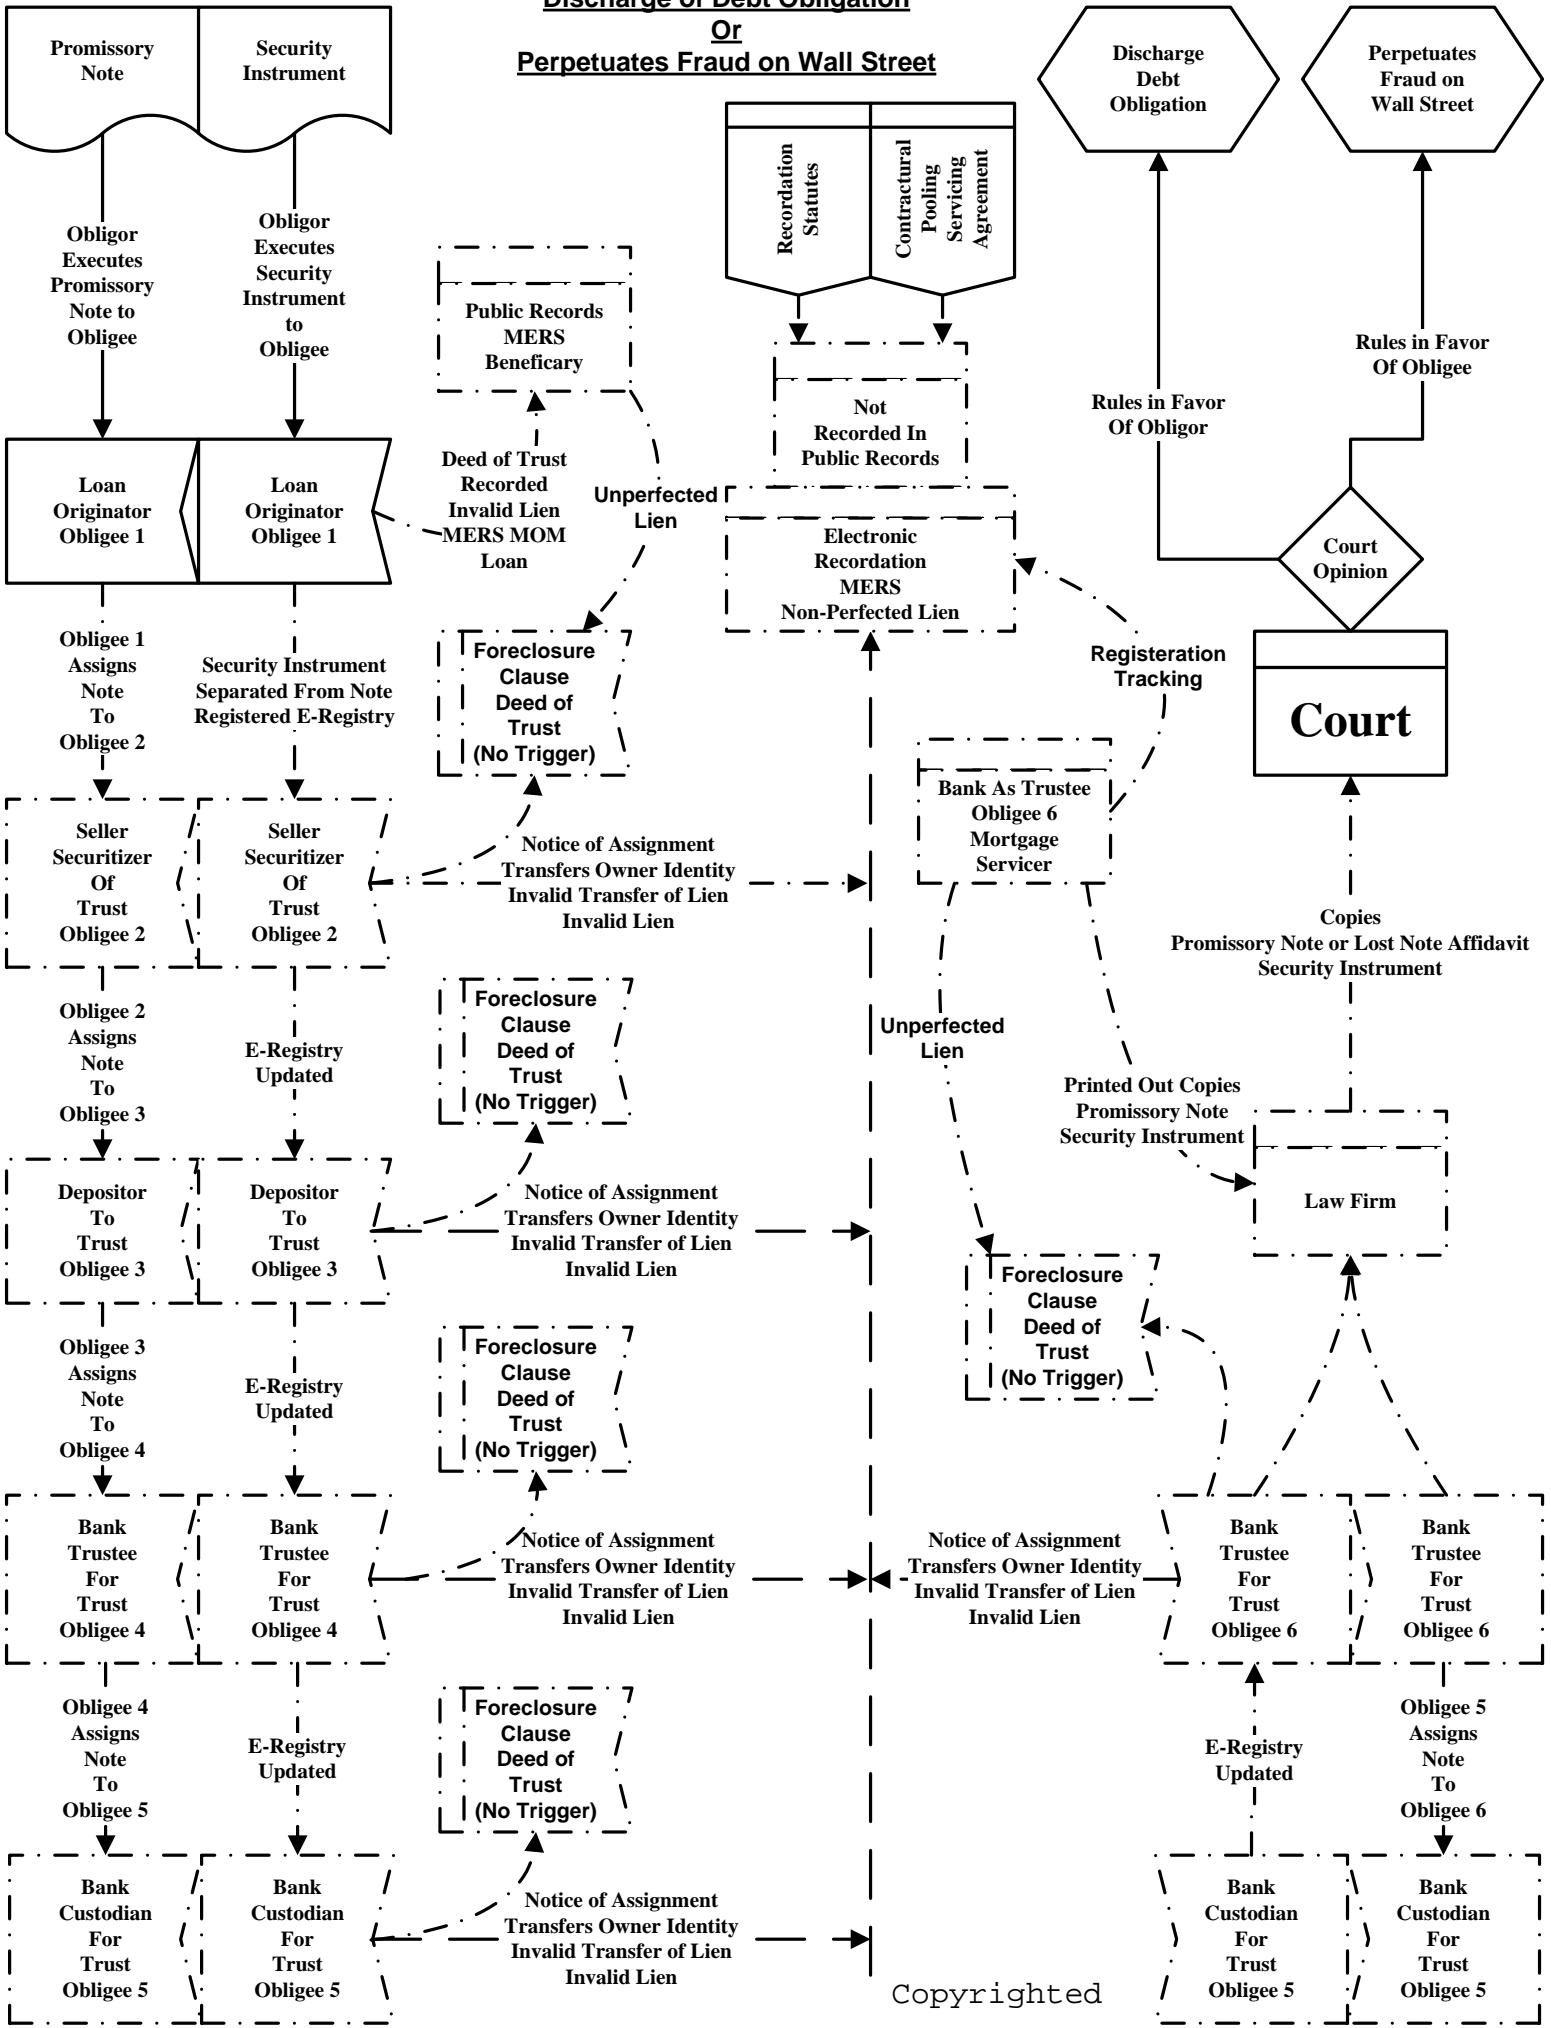 Discharge of Debt Obligation
Or
Perpetuates Fraud on Wall Street
Promissory
Note
Security
Instrument
Discharge
Debt
Obligation
Perpetuates
Fraud on
Wall Street
Recordation
Statutes
Contractural
Pooling
Servicing
Agreement
Obligor
Executes
Promissory
Note to
Obligee
Obligor
Executes
Security
Instrument
to
Obligee
Public Records
MERS
Beneficary
Rules in Favor
Of Obligee
Rules in Favor
Of Obligor
Not
Recorded In
Public Records
Loan
Originator
Obligee 1
Loan
Originator
Obligee 1
Deed of Trust
Recorded
Invalid Lien
MERS MOM
Loan
Unperfected
Lien
Electronic
Recordation
MERS
Non-Perfected Lien
Court
Opinion
Obligee 1
Assigns
Note
To
Obligee 2
Security Instrument
Separated From Note
Registered E-Registry
Foreclosure
Clause
Deed of
Trust
(No Trigger)
Registeration
Tracking
Court
Bank As Trustee
Obligee 6
Mortgage
Servicer
Seller
Securitizer
Of
Trust
Obligee 2
Seller
Securitizer
Of
Trust
Obligee 2
Notice of Assignment
Transfers Owner Identity
Invalid Transfer of Lien
Invalid Lien
Copies
Promissory Note or Lost Note Affidavit
Security Instrument
Obligee 2
Assigns
Note
To
Obligee 3
E-Registry
Updated
Foreclosure
Clause
Deed of
Trust
(No Trigger)
Unperfected
Lien
Printed Out Copies
Promissory Note
Security Instrument
Law Firm
Depositor
To
Trust
Obligee 3
Depositor
To
Trust
Obligee 3
Notice of Assignment
Transfers Owner Identity
Invalid Transfer of Lien
Invalid Lien
Foreclosure
Clause
Deed of
Trust
(No Trigger)
Obligee 3
Assigns
Note
To
Obligee 4
E-Registry
Updated
Foreclosure
Clause
Deed of
Trust
(No Trigger)
Bank
Trustee
For
Trust
Obligee 4
Bank
Trustee
For
Trust
Obligee 4
Notice of Assignment
Transfers Owner Identity
Invalid Transfer of Lien
Invalid Lien
Notice of Assignment
Transfers Owner Identity
Invalid Transfer of Lien
Invalid Lien
Bank
Trustee
For
Trust
Obligee 6
Bank
Trustee
For
Trust
Obligee 6
Obligee 4
Assigns
Note
To
Obligee 5
E-Registry
Updated
Foreclosure
Clause
Deed of
Trust
(No Trigger)
E-Registry
Updated
Obligee 5
Assigns
Note
To
Obligee 6
Bank
Custodian
For
Trust
Obligee 5
Bank
Custodian
For
Trust
Obligee 5
Notice of Assignment
Transfers Owner Identity
Invalid Transfer of Lien
Invalid Lien
Bank
Custodian
For
Trust
Obligee 5
Bank
Custodian
For
Trust
Obligee 5
Copyrighted